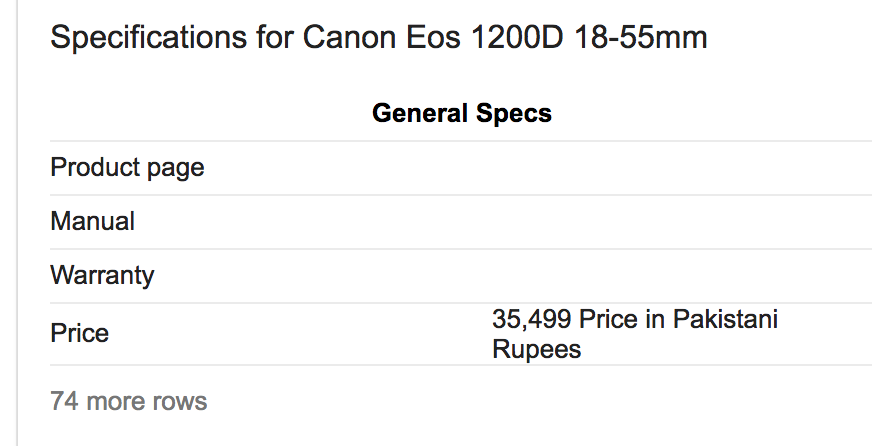 Specifications for Canon Eos 1200D 18-55mm
General Specs
Product page
Manual
Warranty
Price
35,499 Price in Pakistani
Rupees
74 more rows